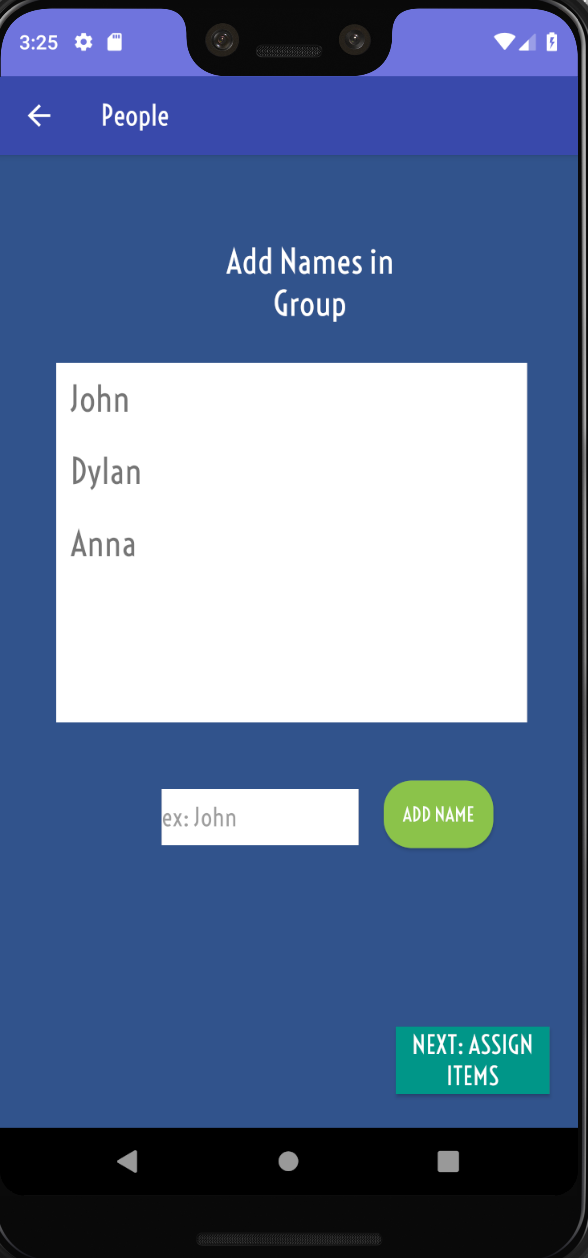 3:25
People
Add Names in
Group
John
Dylan
Anna
ex: John
ADD NAME
NEXT: ASSIGN
ITEMS